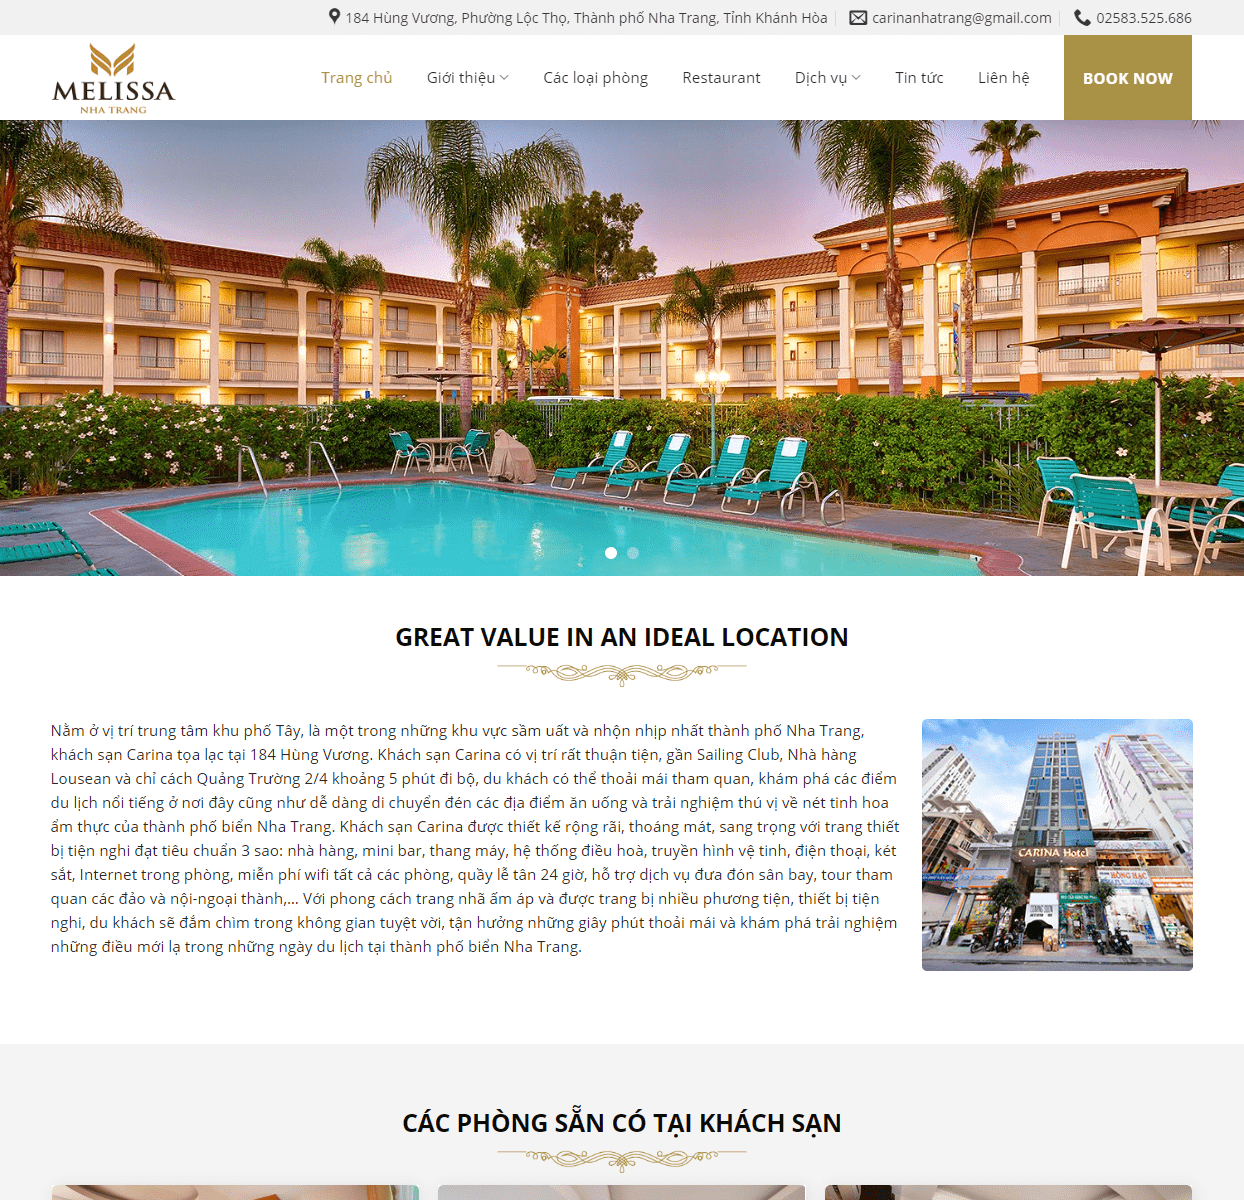 184 Hùng Vương, Phường Lộc Thọ, Thành phố Nha Trang, Tỉnh Khánh Hòa
carinanhatrang@gmail.com
02583.525.686
MELISSA
NHA TRANG
Trang chủ
Giới thiệu
Các loại phòng
Restaurant
Dịch vụ
Tin tức
Liên hệ
BOOK NOW
GREAT VALUE IN AN IDEAL LOCATION
Nằm ở vị trí trung tâm khu phố Tây, là một trong những khu vực sầm uất và nhộn nhịp nhất thành phố Nha Trang,
khách sạn Carina tọa lạc tại 184 Hùng Vương. Khách sạn Carina có vị trí rất thuận tiện, gần Sailing Club, Nhà hàng
Lousean và chỉ cách Quảng Trường 2/4 khoảng 5 phút đi bộ, du khách có thể thoải mái tham quan, khám phá các điểm
du lịch nổi tiếng ở nơi đây cũng như dễ dàng di chuyển đén các địa điểm ăn uống và trải nghiệm thú vị về nét tinh hoa
ẩm thực của thành phố biển Nha Trang. Khách sạn Carina được thiết kế rộng rãi, thoáng mát, sang trọng với trang thiết
bị tiện nghi đạt tiêu chuẩn 3 sao: nhà hàng, mini bar, thang máy, hệ thống điều hoà, truyền hình vệ tinh, điện thoại, két
sắt, Internet trong phòng, miễn phí wifi tất cả các phòng, quầy lễ tân 24 giờ, hỗ trợ dịch vụ đưa đón sân bay, tour tham
quan các đảo và nội-ngoại thành,... Với phong cách trang nhã ấm áp và được trang bị nhiều phương tiện, thiết bị tiện
nghi, du khách sẽ đắm chìm trong không gian tuyệt vời, tận hưởng những giây phút thoải mái và khám phá trải nghiệm
những điều mới lạ trong những ngày du lịch tại thành phố biển Nha Trang.
CARINA Hotel
HỒNG HẠC
COMING SOON
CÁC PHÒNG SẴN CÓ TẠI KHÁCH SẠN